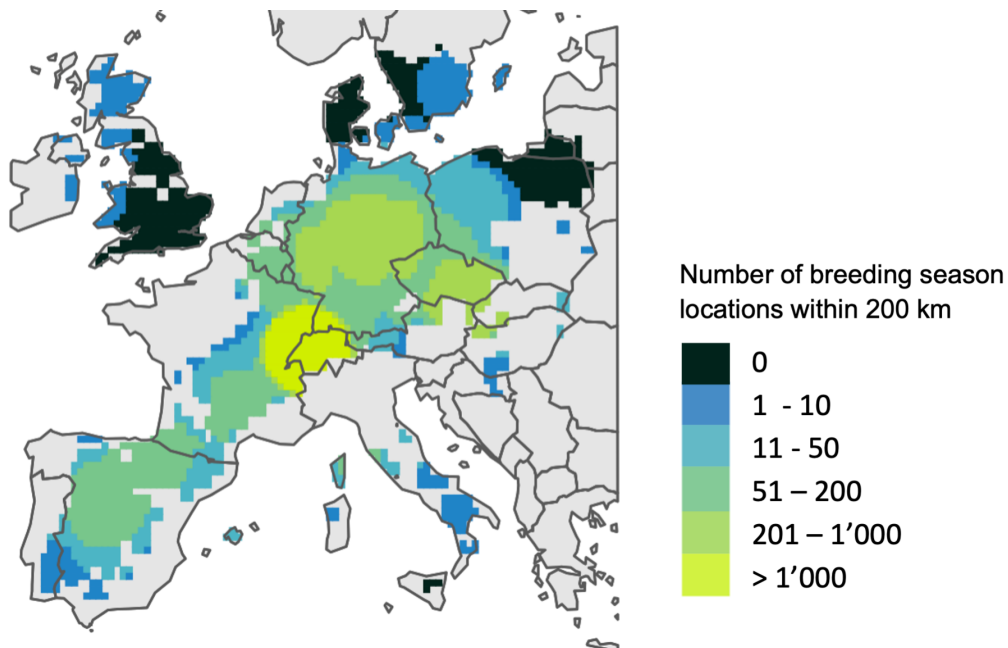 Number of breeding season
locations within 200 km
0
1 - 10
11 - 50
51 – 200
201 – 1’000
> 1’000